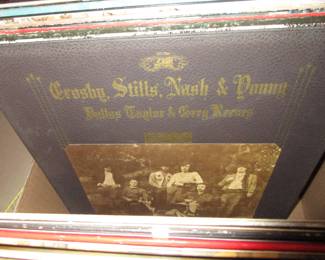 Crosby, Stills, Nash & Young
Dallas Taylor & Greg Reeves